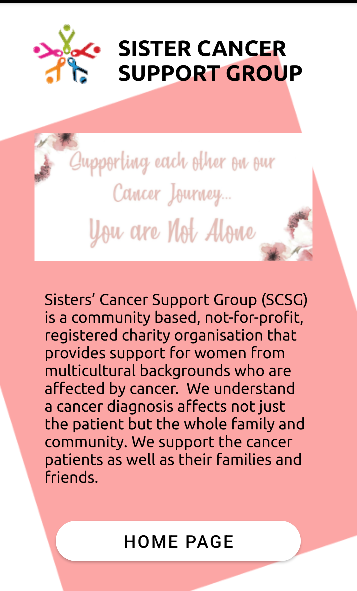 SISTER CANCER
SUPPORT GROUP
Supporting each other on our
Cancer Journey...
You are Not Alone
Sisters' Cancer Support Group (SCSG)
is a community based, not-for-profit,
registered charity organisation that
provides support for women from
multicultural backgrounds who are
affected by cancer.  We understand
a cancer diagnosis affects not just
the patient but the whole family and
community. We support the cancer
patients as well as their families and
friends.
HOME PAGE